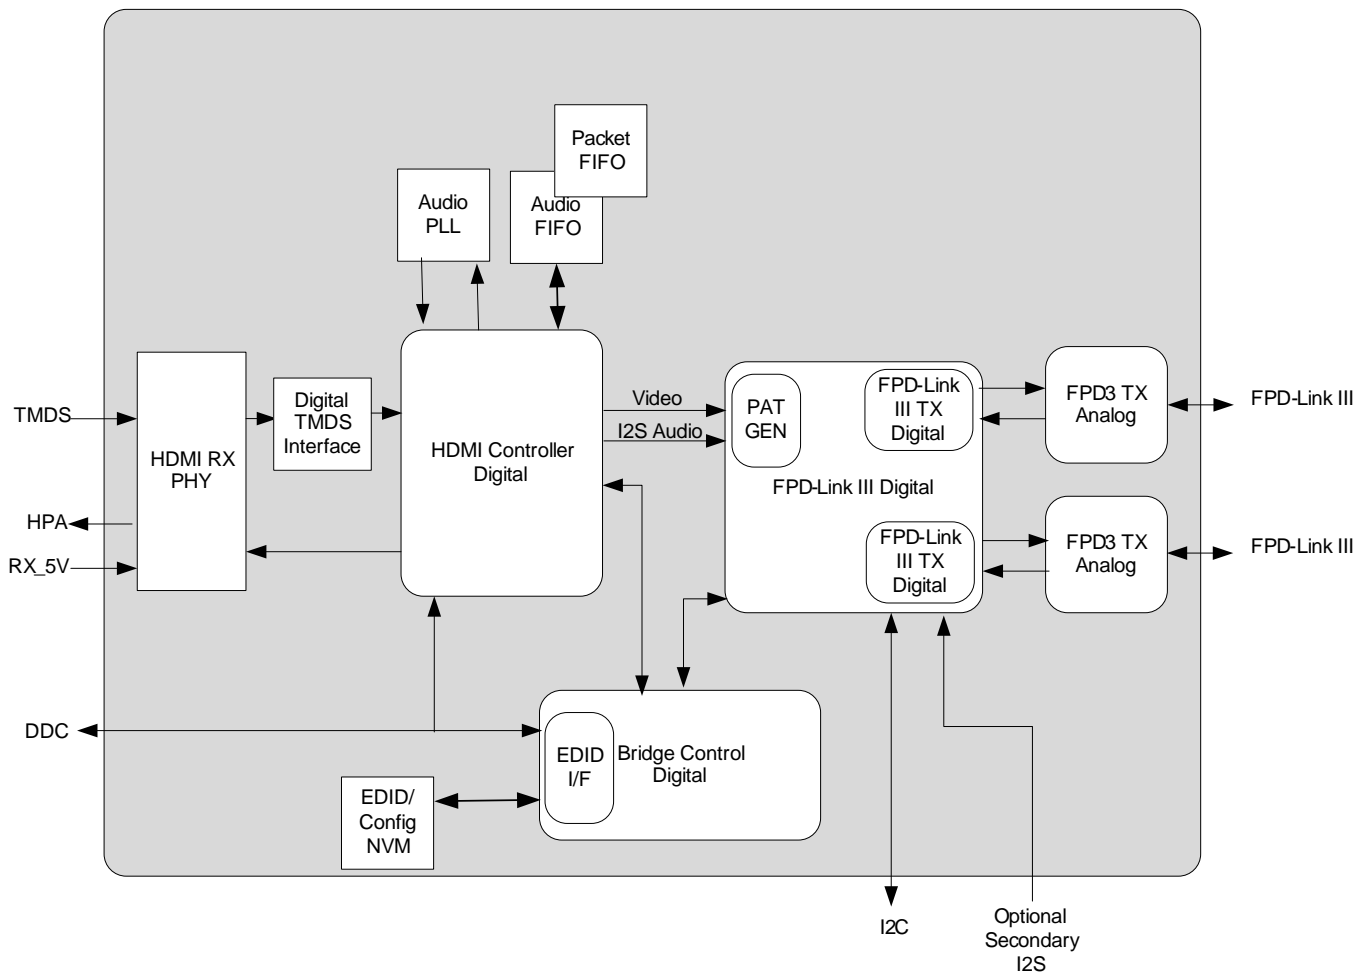 Packet
FIFO
Audio
PLL
Audio
FIFO
TMDS
HPA
RX_5V
HDMI RX
PHY
Digital
TMDS
Interface
HDMI Controller
Digital
Video
I2S Audio
PAT
GEN
FPD-Link
III TX
Digital
FPD-Link III Digital
FPD-Link
III TX
Digital
FPD3 TX
Analog
FPD-Link III
FPD3 TX
Analog
FPD-Link III
DDC
EDID
I/F
Bridge Control
Digital
EDID/
Config
NVM
I2C
Optional
Secondary
I2S